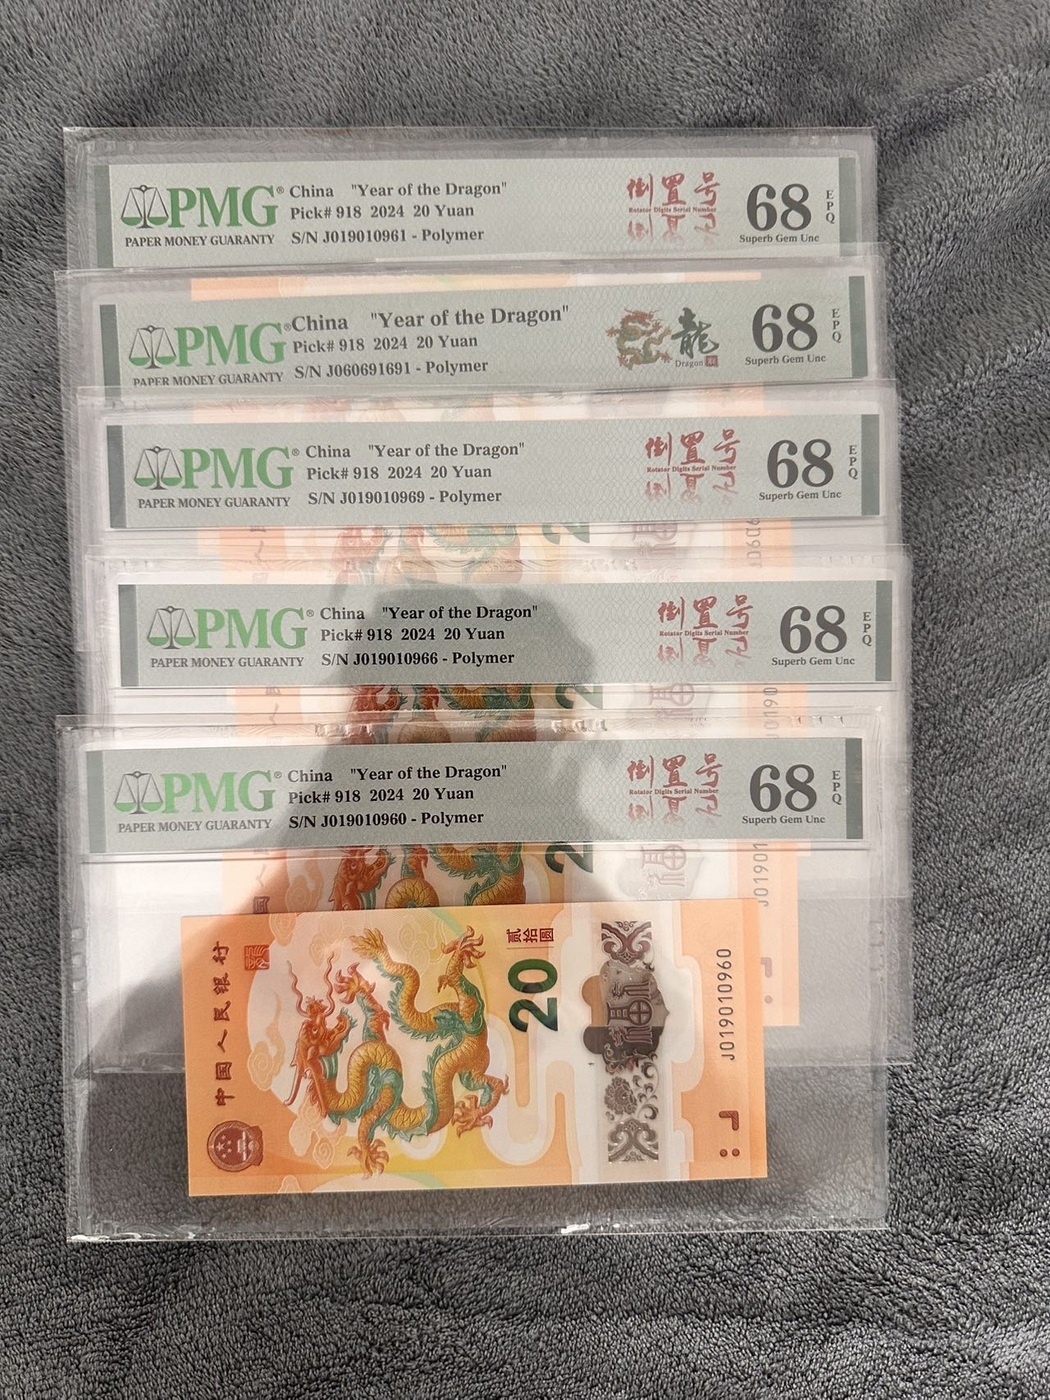 PMG®
PAPER MONEY GUARANTY
China "Year of the Dragon"
Pick# 918 2024 20 Yuan
S/N J019010961 - Polymer
倒置号
Rotator Digits Serial Number
68
EPQ
Superb Gem Unc
PMG®
PAPER MONEY GUARANTY
China "Year of the Dragon"
Pick# 918 2024 20 Yuan
S/N J060691691 - Polymer
龍
Dragon
68
EPQ
Superb Gem Unc
PMG®
PAPER MONEY GUARANTY
China "Year of the Dragon"
Pick# 918 2024 20 Yuan
S/N J019010969 - Polymer
倒置号
Rotator Digits Serial Number
68
EPQ
Superb Gem Unc
J0606
PMG®
PAPER MONEY GUARANTY
China "Year of the Dragon"
Pick# 918 2024 20 Yuan
S/N J019010966 - Polymer
倒置号
Rotator Digits Serial Number
68
EPQ
Superb Gem Unc
J0190
PMG®
PAPER MONEY GUARANTY
China "Year of the Dragon"
Pick# 918 2024 20 Yuan
S/N J019010960 - Polymer
倒置号
Rotator Digits Serial Number
68
EPQ
Superb Gem Unc
J01901
中国人民银行
贰拾圆
20
福
J019010960